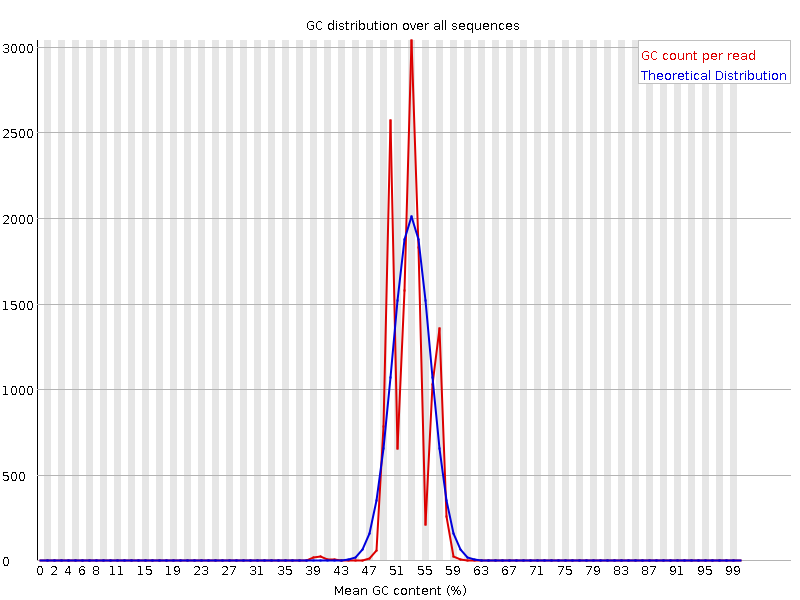 GC distribution over all sequences
GC count per read
Theoretical Distribution
3000
2500
2000
1500
1000
500
0
0 2 4 6 8 11 15 19 23 27 31 35 39 43 47 51 55 59 63 67 71 75 79 83 87 91 95 99
Mean GC content (%)